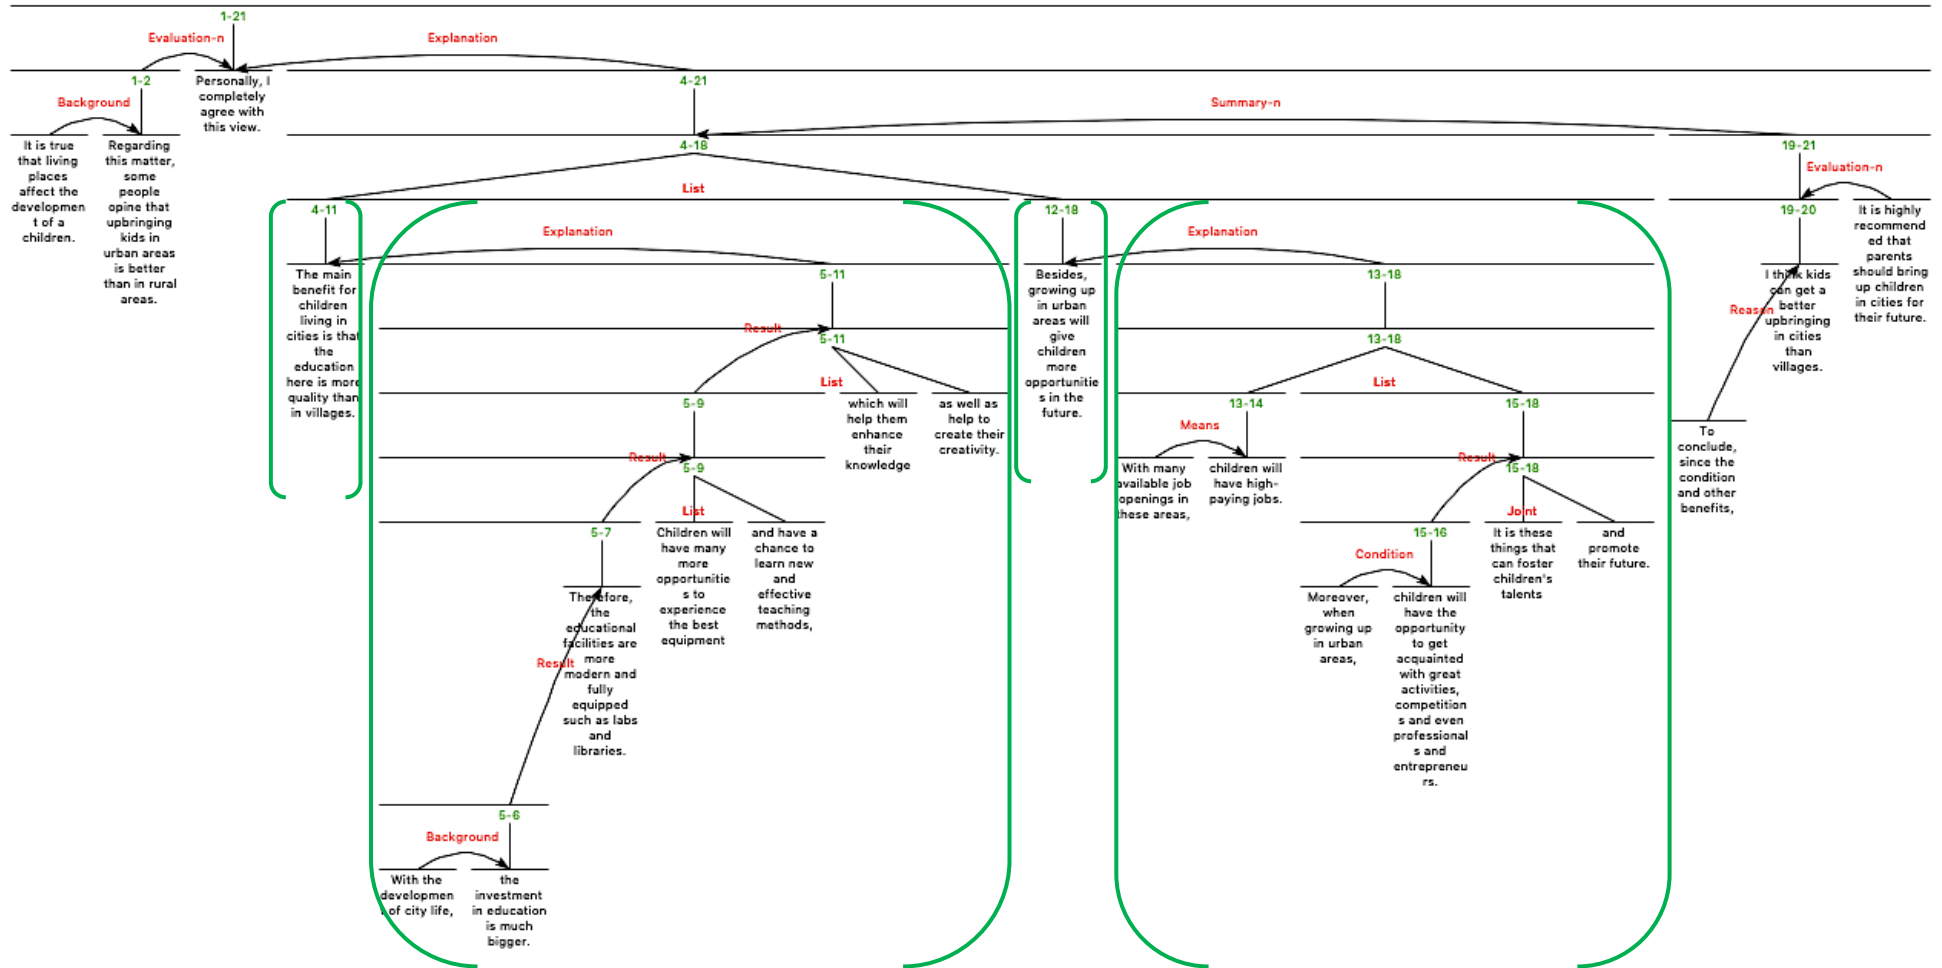 1-21
Evaluation-n
Explanation
1-2
Personally, I
completely
agree with
this view.
4-21
Background
Summary-n
It is true
that living
places
affect the
developmen
t of a
children.
Regarding
this matter,
some
people
opine that
upbringing
kids in
urban areas
is better
than in rural
areas.
4-18
19-21
Evaluation-n
List
4-11
12-18
19-20
It is highly
recommend
ed that
parents
should bring
up children
in cities for
their future.
Explanation
Explanation
The main
benefit for
children
living in
cities is that
the
education
here is more
quality than
in villages.
5-11
Besides,
growing up
in urban
areas will
give
children
more
opportunitie
s in the
future.
13-18
I think kids
can get a
better
upbringing
in cities
than
villages.
Reason
Result
5-11
13-18
List
List
5-9
which will
help them
enhance
their
knowledge
as well as
help to
create their
creativity.
13-14
15-18
To
conclude,
since the
condition
and other
benefits,
Means
Result
5-9
With many
available job
openings in
these areas,
children will
have high-
paying jobs.
Result
15-18
List
Joint
5-7
Children will
have many
more
opportunitie
s to
experience
the best
equipment
and have a
chance to
learn new
and
effective
teaching
methods,
15-16
It is these
things that
can foster
children's
talents
and
promote
their future.
Condition
Therefore,
the
educational
facilities are
more
modern and
fully
equipped
such as labs
and
libraries.
Moreover,
when
growing up
in urban
areas,
children will
have the
opportunity
to get
acquainted
with great
activities,
competition
s and even
professional
s and
entrepreneu
rs.
Result
5-6
Background
With the
developmen
t of city life,
the
investment
in education
is much
bigger.